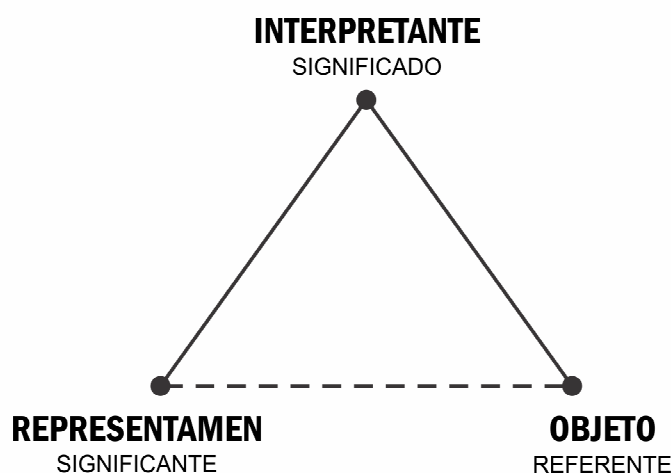 INTERPRETANTE
SIGNIFICADO
REPRESENTAMEN
SIGNIFICANTE
OBJETO
REFERENTE